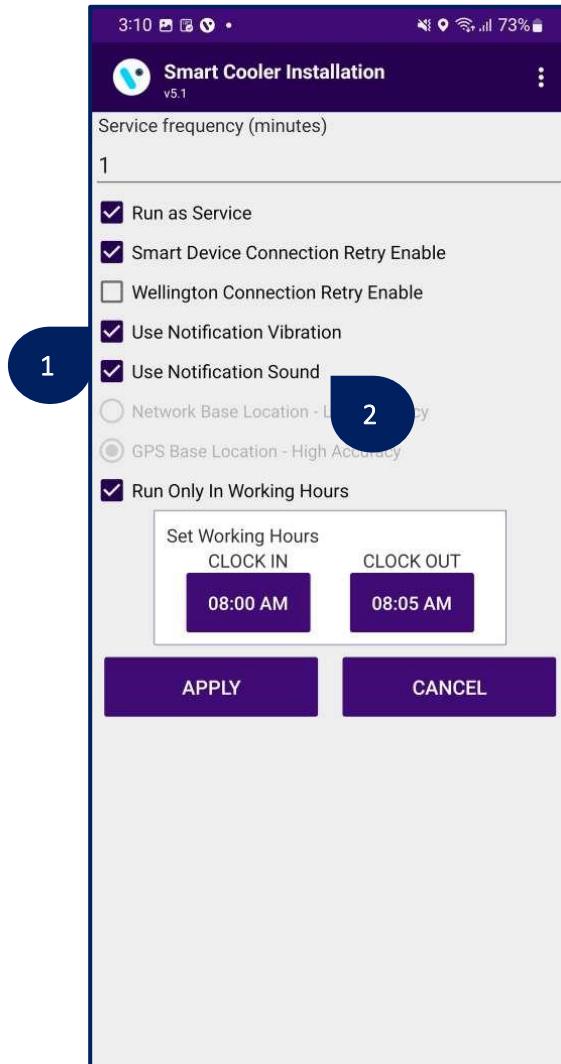 3:10 73%
Smart Cooler Installation
v5.1
Service frequency (minutes)
1
Run as Service
Smart Device Connection Retry Enable
Wellington Connection Retry Enable
Use Notification Vibration
1
Use Notification Sound
Network Base Location -
2
GPS Base Location - High Accuracy
Run Only In Working Hours
Set Working Hours
CLOCK IN CLOCK OUT
08:00 AM 08:05 AM
APPLY CANCEL